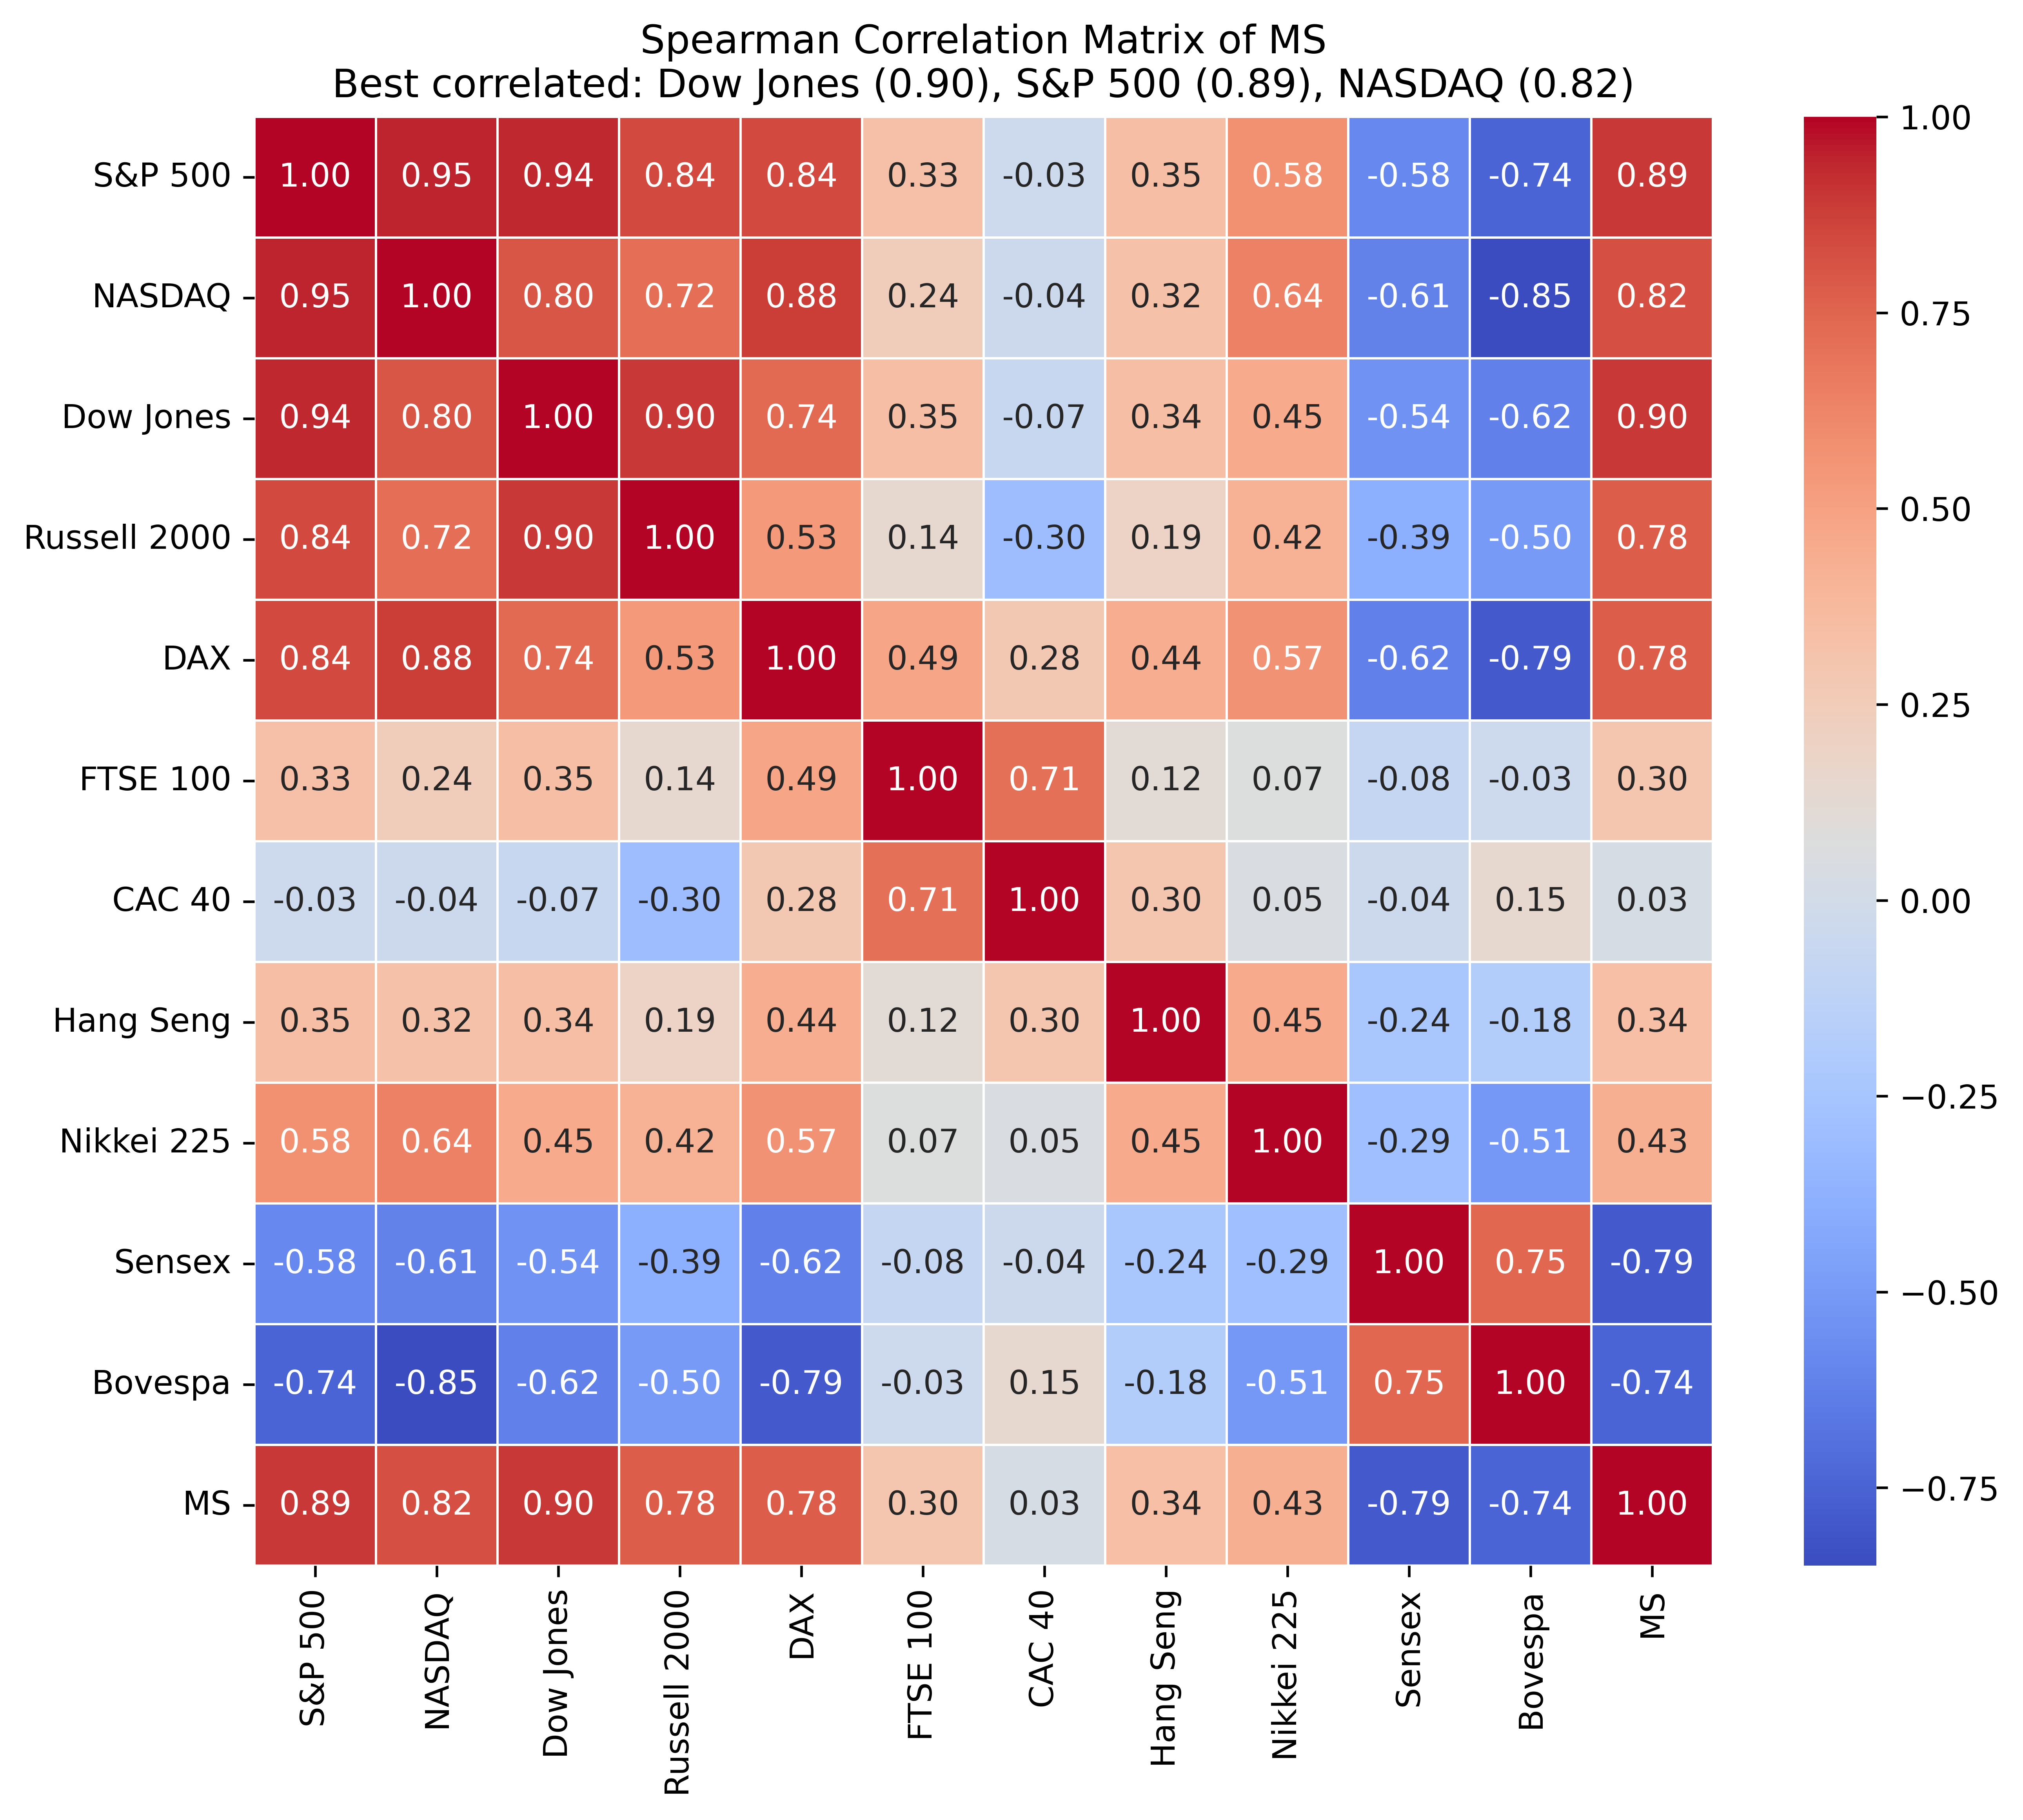 Spearman Correlation Matrix of MS
Best correlated: Dow Jones (0.90), S&P 500 (0.89), NASDAQ (0.82)
S&P 500 1.00 0.95 0.94 0.84 0.84 0.33 -0.03 0.35 0.58 -0.58 -0.74 0.89
NASDAQ 0.95 1.00 0.80 0.72 0.88 0.24 -0.04 0.32 0.64 -0.61 -0.85 0.82
Dow Jones 0.94 0.80 1.00 0.90 0.74 0.35 -0.07 0.34 0.45 -0.54 -0.62 0.90
Russell 2000 0.84 0.72 0.90 1.00 0.53 0.14 -0.30 0.19 0.42 -0.39 -0.50 0.78
DAX 0.84 0.88 0.74 0.53 1.00 0.49 0.28 0.44 0.57 -0.62 -0.79 0.78
FTSE 100 0.33 0.24 0.35 0.14 0.49 1.00 0.71 0.12 0.07 -0.08 -0.03 0.30
CAC 40 -0.03 -0.04 -0.07 -0.30 0.28 0.71 1.00 0.30 0.05 -0.04 0.15 0.03
Hang Seng 0.35 0.32 0.34 0.19 0.44 0.12 0.30 1.00 0.45 -0.24 -0.18 0.34
Nikkei 225 0.58 0.64 0.45 0.42 0.57 0.07 0.05 0.45 1.00 -0.29 -0.51 0.43
Sensex -0.58 -0.61 -0.54 -0.39 -0.62 -0.08 -0.04 -0.24 -0.29 1.00 0.75 -0.79
Bovespa -0.74 -0.85 -0.62 -0.50 -0.79 -0.03 0.15 -0.18 -0.51 0.75 1.00 -0.74
MS 0.89 0.82 0.90 0.78 0.78 0.30 0.03 0.34 0.43 -0.79 -0.74 1.00
S&P 500
NASDAQ
Dow Jones
Russell 2000
DAX
FTSE 100
CAC 40
Hang Seng
Nikkei 225
Sensex
Bovespa
MS
1.00
0.75
0.50
0.25
0.00
−0.25
−0.50
−0.75